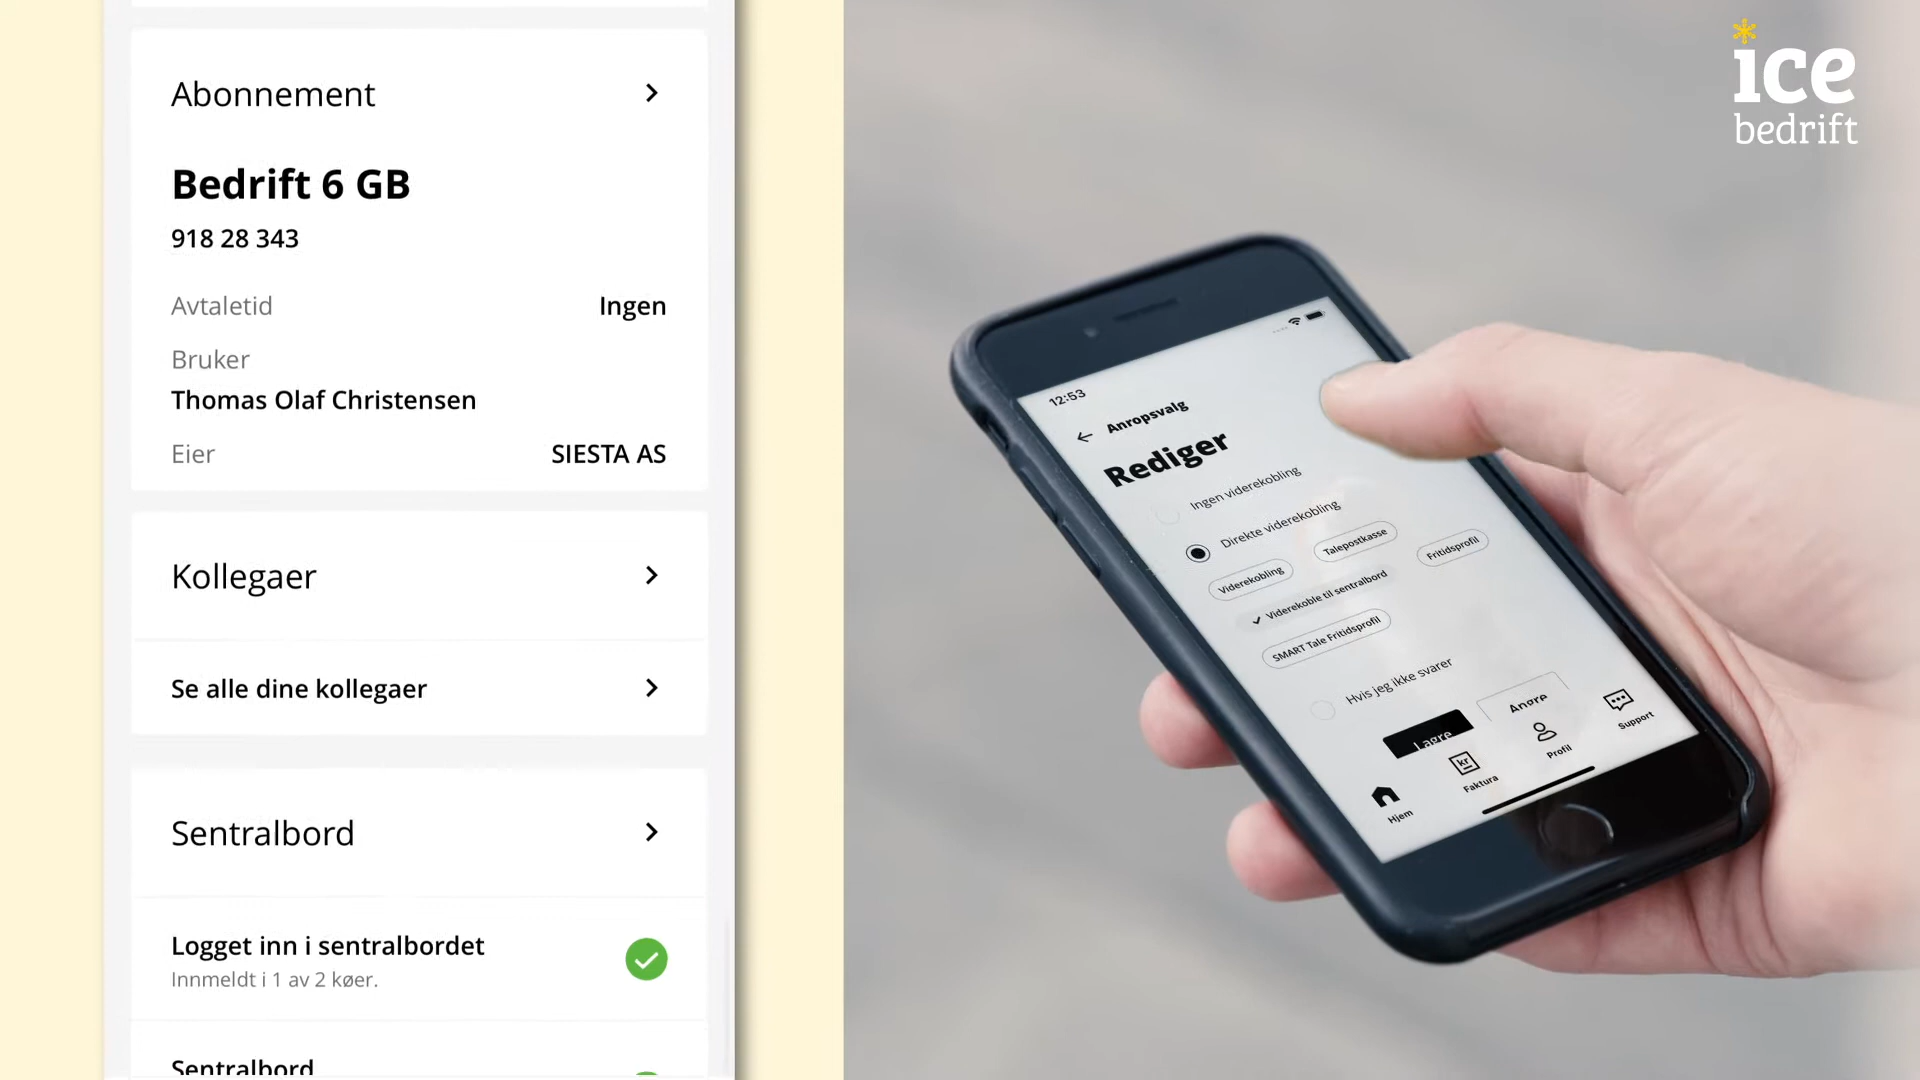 Abonnement
Bedrift 6 GB
918 28 343
Avtaletid Ingen
Bruker
Thomas Olaf Christensen
Eier SIESTA AS
Kollegaer
Se alle dine kollegaer
Sentralbord
Logget inn i sentralbordet
Innmeldt i 1 av 2 køer.
Sentralbord
ice
bedrift
12:53
Anropsvalg
Rediger
Ingen viderekobling
Direkte viderekobling
Viderekobling Talepostkasse Fritidsprofil
Viderekoble til sentralbord
SMART Tale Fritidsprofil
Hvis jeg ikke svarer
Lagre Angre
Hjem kr Faktura Profil Support